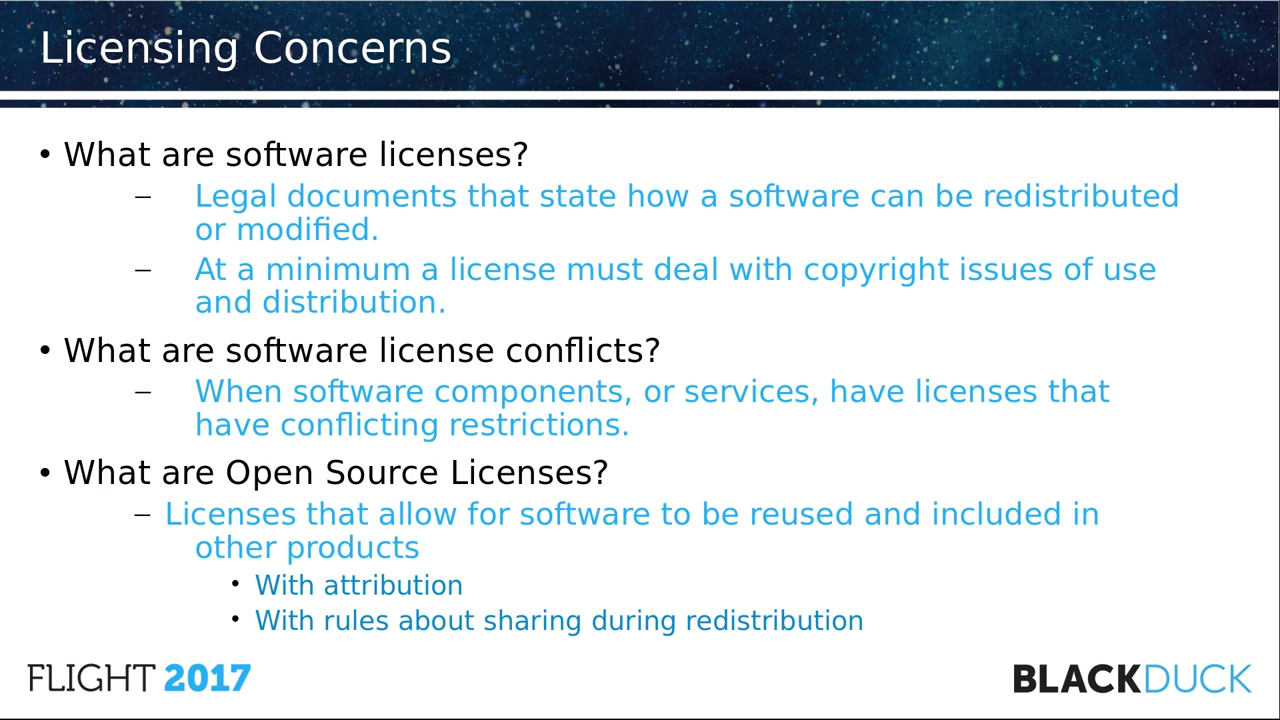 Licensing Concerns
• What are software licenses?
– Legal documents that state how a software can be redistributed
or modified.
– At a minimum a license must deal with copyright issues of use
and distribution.
• What are software license conflicts?
– When software components, or services, have licenses that
have conflicting restrictions.
• What are Open Source Licenses?
– Licenses that allow for software to be reused and included in
other products
• With attribution
• With rules about sharing during redistribution
FLIGHT 2017
BLACKDUCK